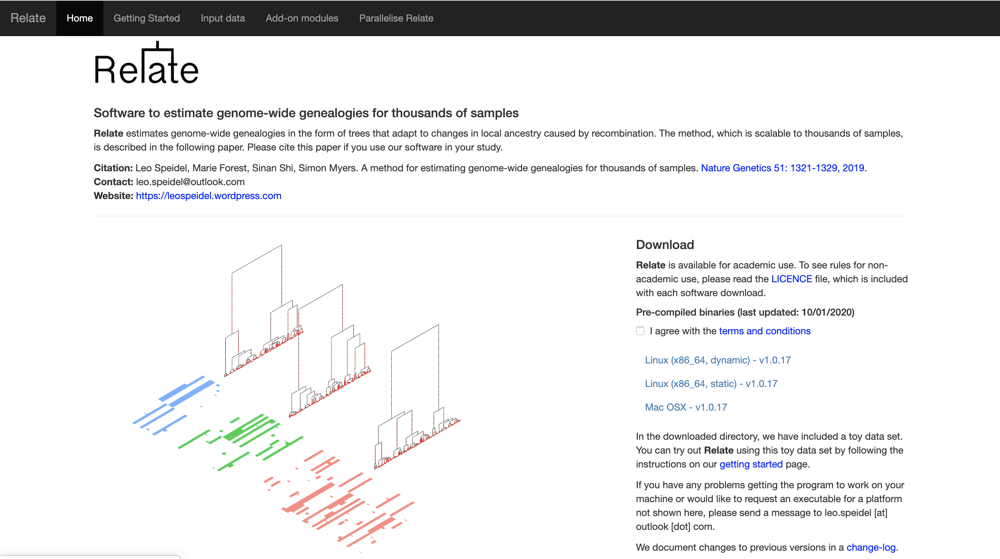 Relate Home Getting Started Input data Add-on modules Parallelise Relate
Relate
Software to estimate genome-wide genealogies for thousands of samples
Relate estimates genome-wide genealogies in the form of trees that adapt to changes in local ancestry caused by recombination. The method, which is scalable to thousands of samples,
is described in the following paper. Please cite this paper if you use our software in your study.
Citation: Leo Speidel, Marie Forest, Sinan Shi, Simon Myers. A method for estimating genome-wide genealogies for thousands of samples. Nature Genetics 51: 1321-1329, 2019.
Contact: leo.speidel@outlook.com
Website: https://leospeidel.wordpress.com
Download
Relate is available for academic use. To see rules for non-
academic use, please read the LICENCE file, which is included
with each software download.
Pre-compiled binaries (last updated: 10/01/2020)
I agree with the terms and conditions
Linux (x86_64, dynamic) - v1.0.17
Linux (x86_64, static) - v1.0.17
Mac OSX - v1.0.17
In the downloaded directory, we have included a toy data set.
You can try out Relate using this toy data set by following the
instructions on our getting started page.
If you have any problems getting the program to work on your
machine or would like to request an executable for a platform
not shown here, please send a message to leo.speidel [at]
outlook [dot] com.
We document changes to previous versions in a change-log.